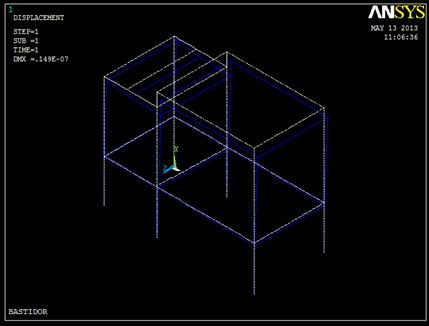 1
DISPLACEMENT
STEP=1
SUB =1
TIME=1
DMX =.149E-07
ANSYS
MAY 13 2013
11:06:36
Y
Z
BASTIDOR